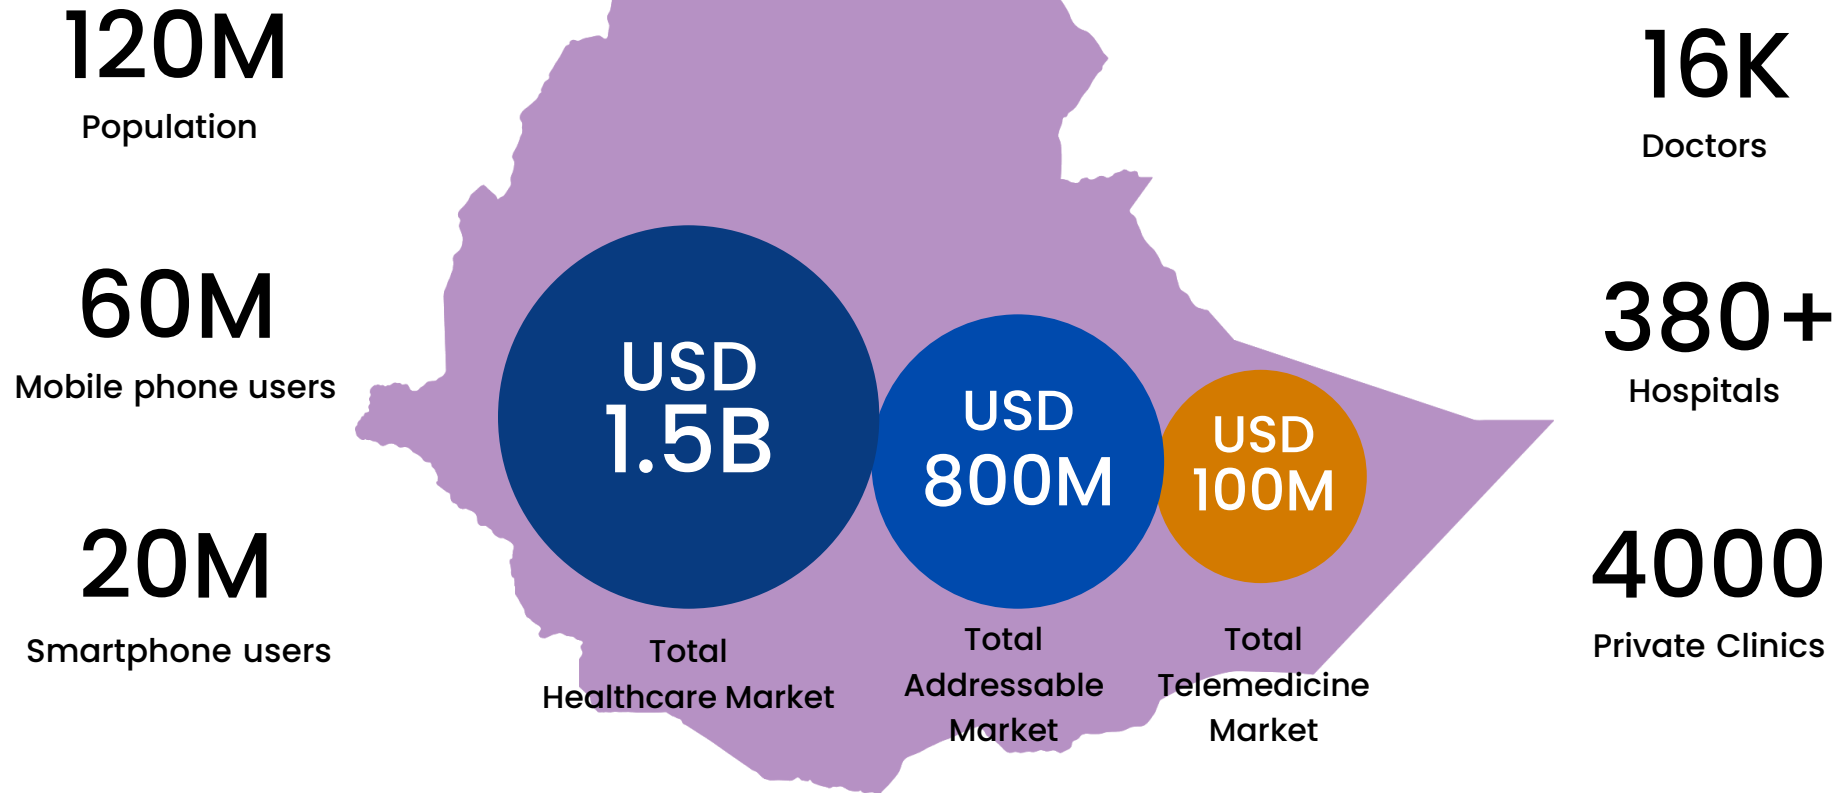 120M
Population
60M
Mobile phone users
20M
Smartphone users
USD
1.5B
Total
Healthcare Market
USD
800M
Total
Addressable
Market
USD
100M
Total
Telemedicine
Market
16K
Doctors
380+
Hospitals
4000
Private Clinics